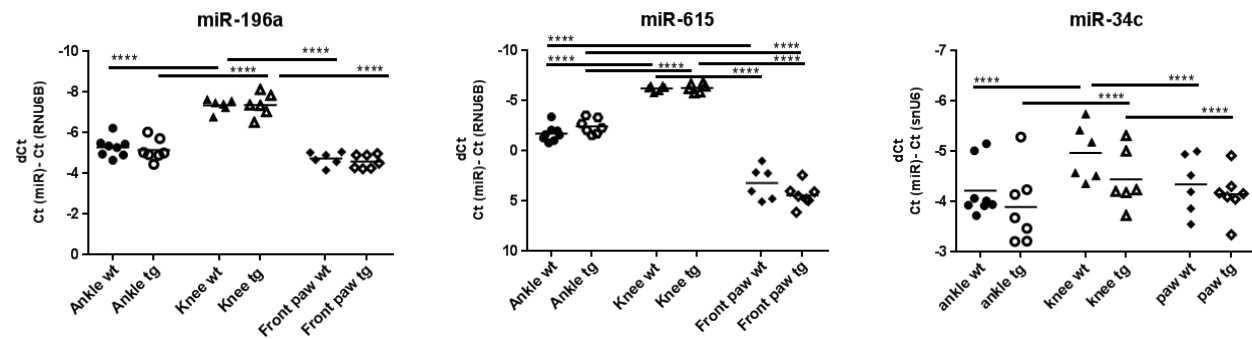 miR-196a
dCt
Ct (miR)- Ct (RNU6B)
-10
-8
-6
-4
-2
0
****
****
****
****
Ankle wt
Ankle tg
Knee wt
Knee tg
Front paw wt
Front paw tg
miR-615
dCt
Ct (miR)- Ct (RNU6B)
-10
-5
0
5
10
****
****
****
****
****
****
Ankle wt
Ankle tg
Knee wt
Knee tg
Front paw wt
Front paw tg
miR-34c
dCt
Ct (miR)- Ct (snU6)
-7
-6
-5
-4
-3
****
****
****
****
ankle wt
ankle tg
knee wt
knee tg
paw wt
paw tg